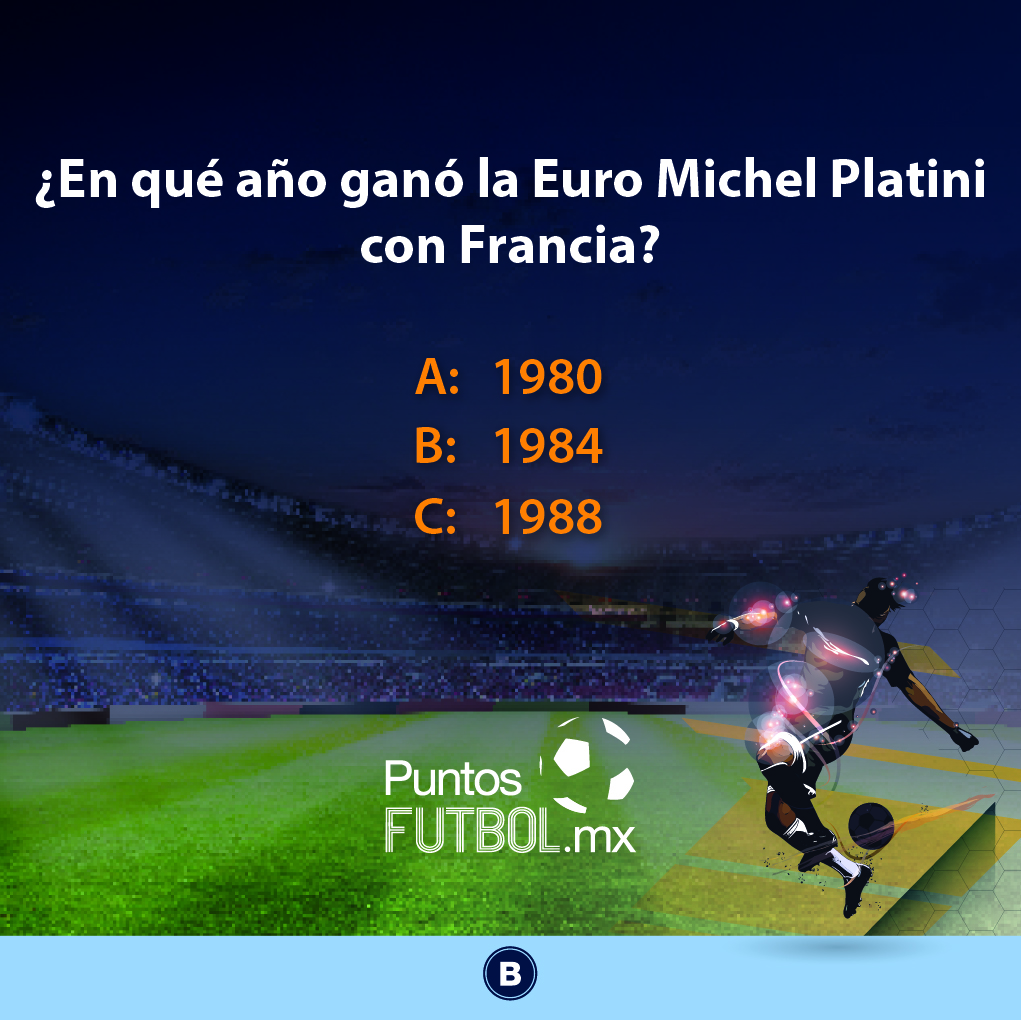 ¿En qué año ganó la Euro Michel Platini
con Francia?
A: 1980
B: 1984
C: 1988
Puntos
FUTBOL.mx
B